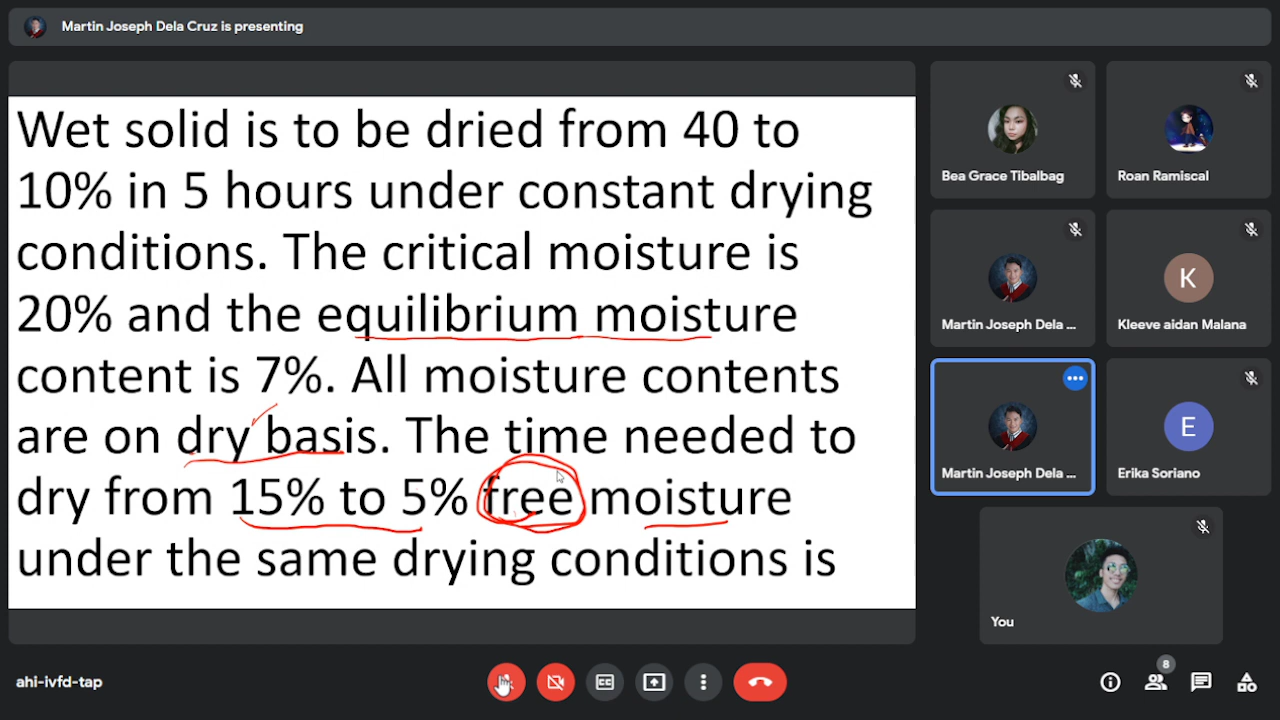 Martin Joseph Dela Cruz is presenting
Wet solid is to be dried from 40 to
10% in 5 hours under constant drying
conditions. The critical moisture is
20% and the equilibrium moisture
content is 7%. All moisture contents
are on dry basis. The time needed to
dry from 15% to 5% free moisture
under the same drying conditions is
Bea Grace Tibalbag
Roan Ramiscal
Martin Joseph Dela ...
K
Kleeve aidan Malana
Martin Joseph Dela ...
E
Erika Soriano
You
ahi-ivfd-tap
CC
8